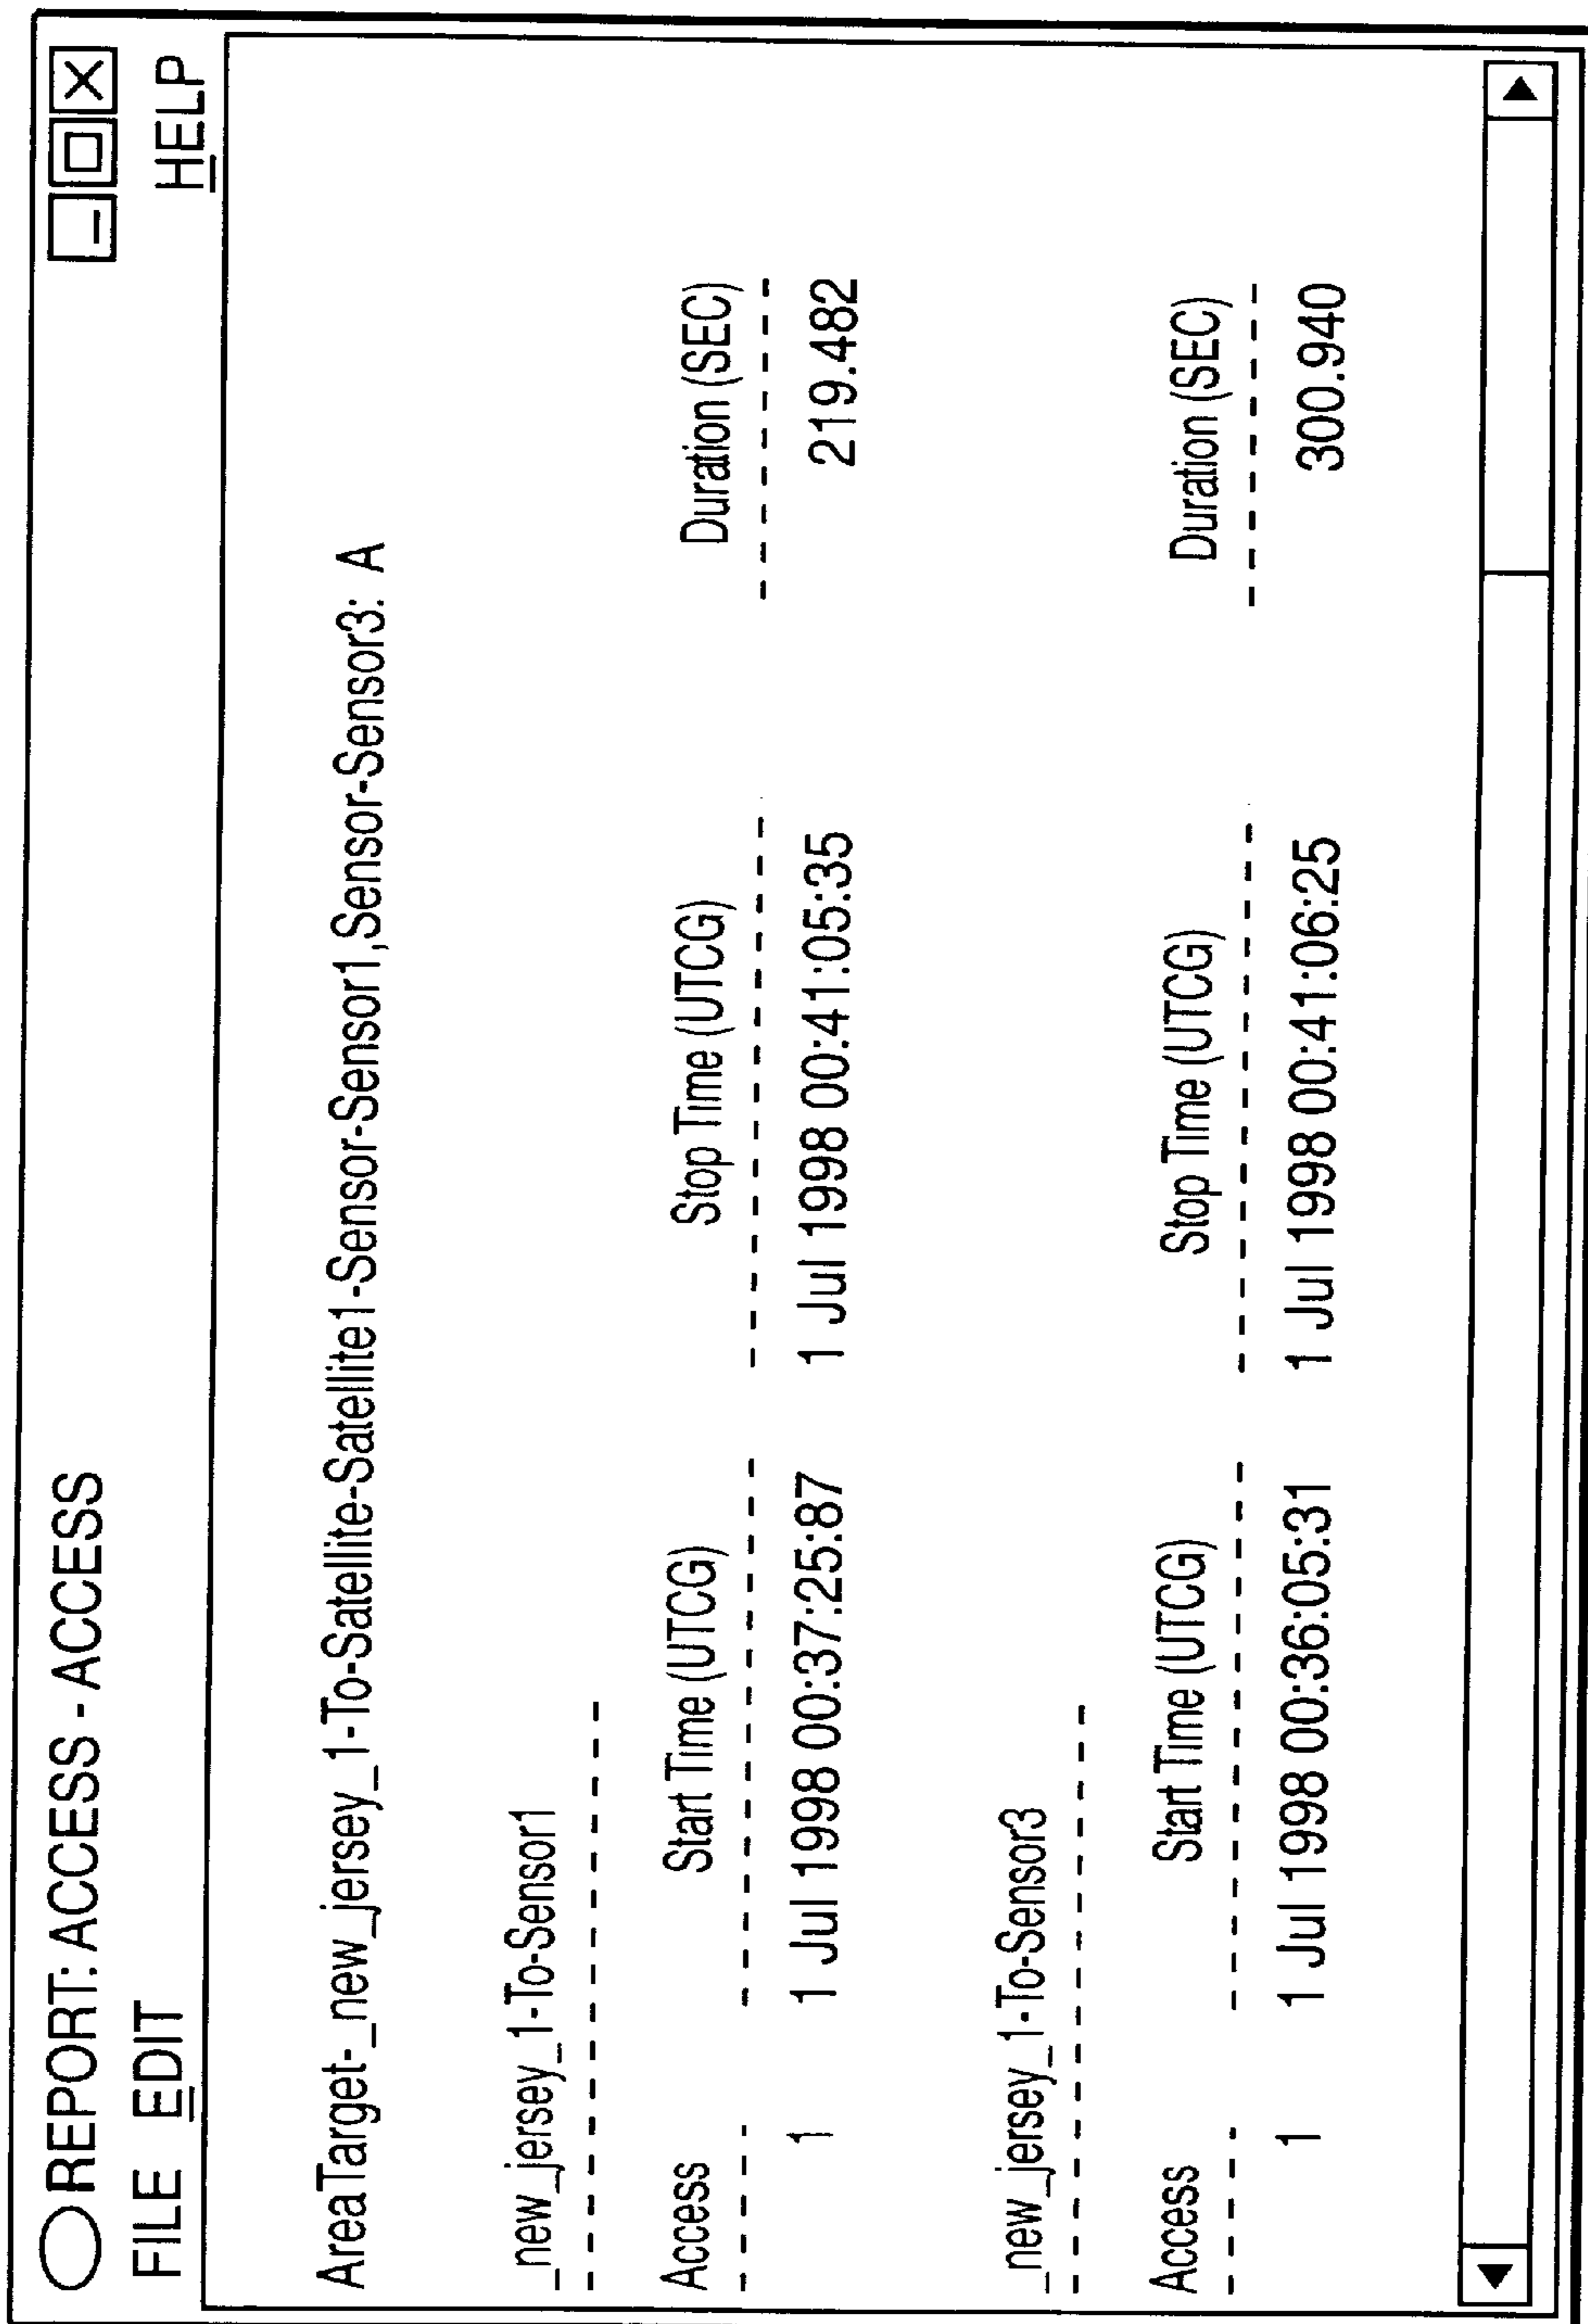 REPORT: ACCESS - ACCESS
FILE EDIT HELP
AreaTarget-_new_jersey_1-To-Satellite-Satellite1-Sensor-Sensor1,Sensor-Sensor3: A
_new_jersey_1-To-Sensor1
Access Start Time (UTCG) Stop Time (UTCG) Duration (SEC)
1 1 Jul 1998 00:37:25:87 1 Jul 1998 00:41:05:35 219.482
_new_jersey_1-To-Sensor3
Access Start Time (UTCG) Stop Time (UTCG) Duration (SEC)
1 1 Jul 1998 00:36:05:31 1 Jul 1998 00:41:06:25 300.940